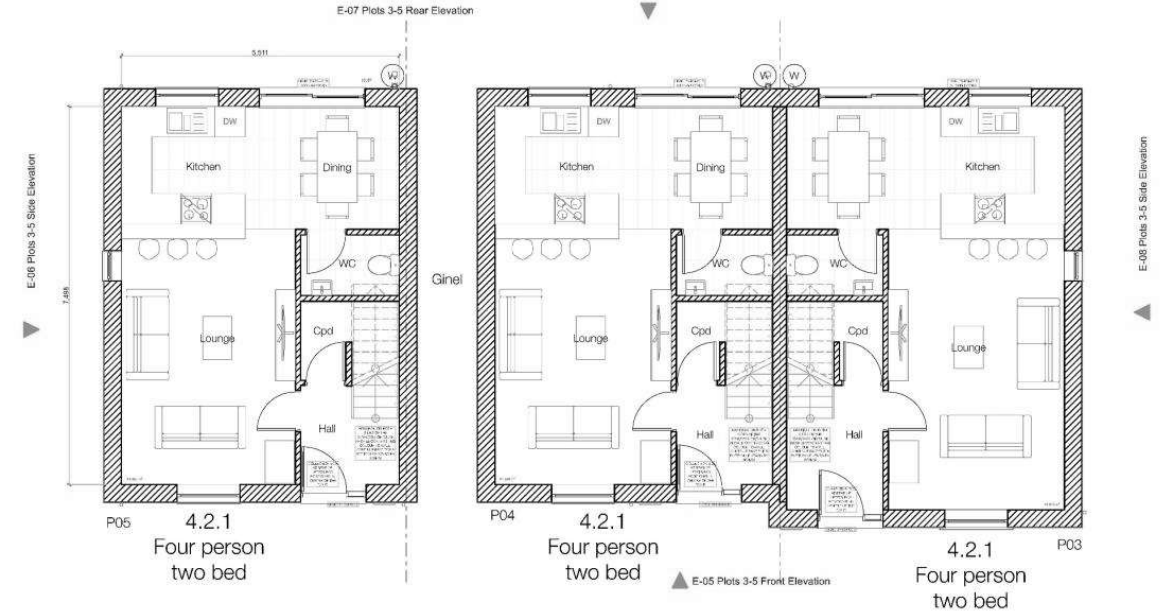 E-07 Plots 3-5 Rear Elevation
5,511
W
W
W
DW
DW
DW
Kitchen
Dining
Kitchen
Dining
Kitchen
E-06 Plots 3-5 Side Elevation
E-08 Plots 3-5 Side Elevation
7,498
WC
Ginel
WC
WC
Lounge
Cpd
Lounge
Cpd
Cpd
Lounge
Hall
Hall
Hall
P05
4.2.1
Four person
two bed
P04
4.2.1
Four person
two bed
P03
4.2.1
Four person
two bed
E-05 Plots 3-5 Front Elevation